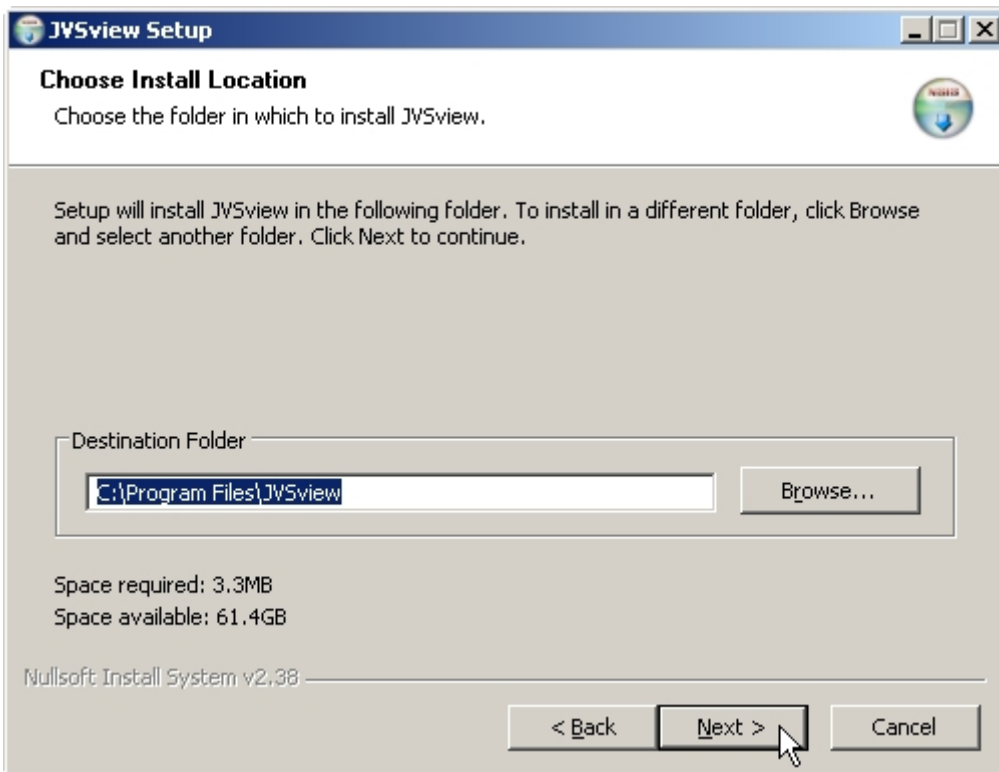 JVSview Setup
Choose Install Location
Choose the folder in which to install JVSview.
Setup will install JVSview in the following folder. To install in a different folder, click Browse
and select another folder. Click Next to continue.
Destination Folder
C:\Program Files\JVSview
Browse...
Space required: 3.3MB
Space available: 61.4GB
Nullsoft Install System v2.38
< Back
Next >
Cancel